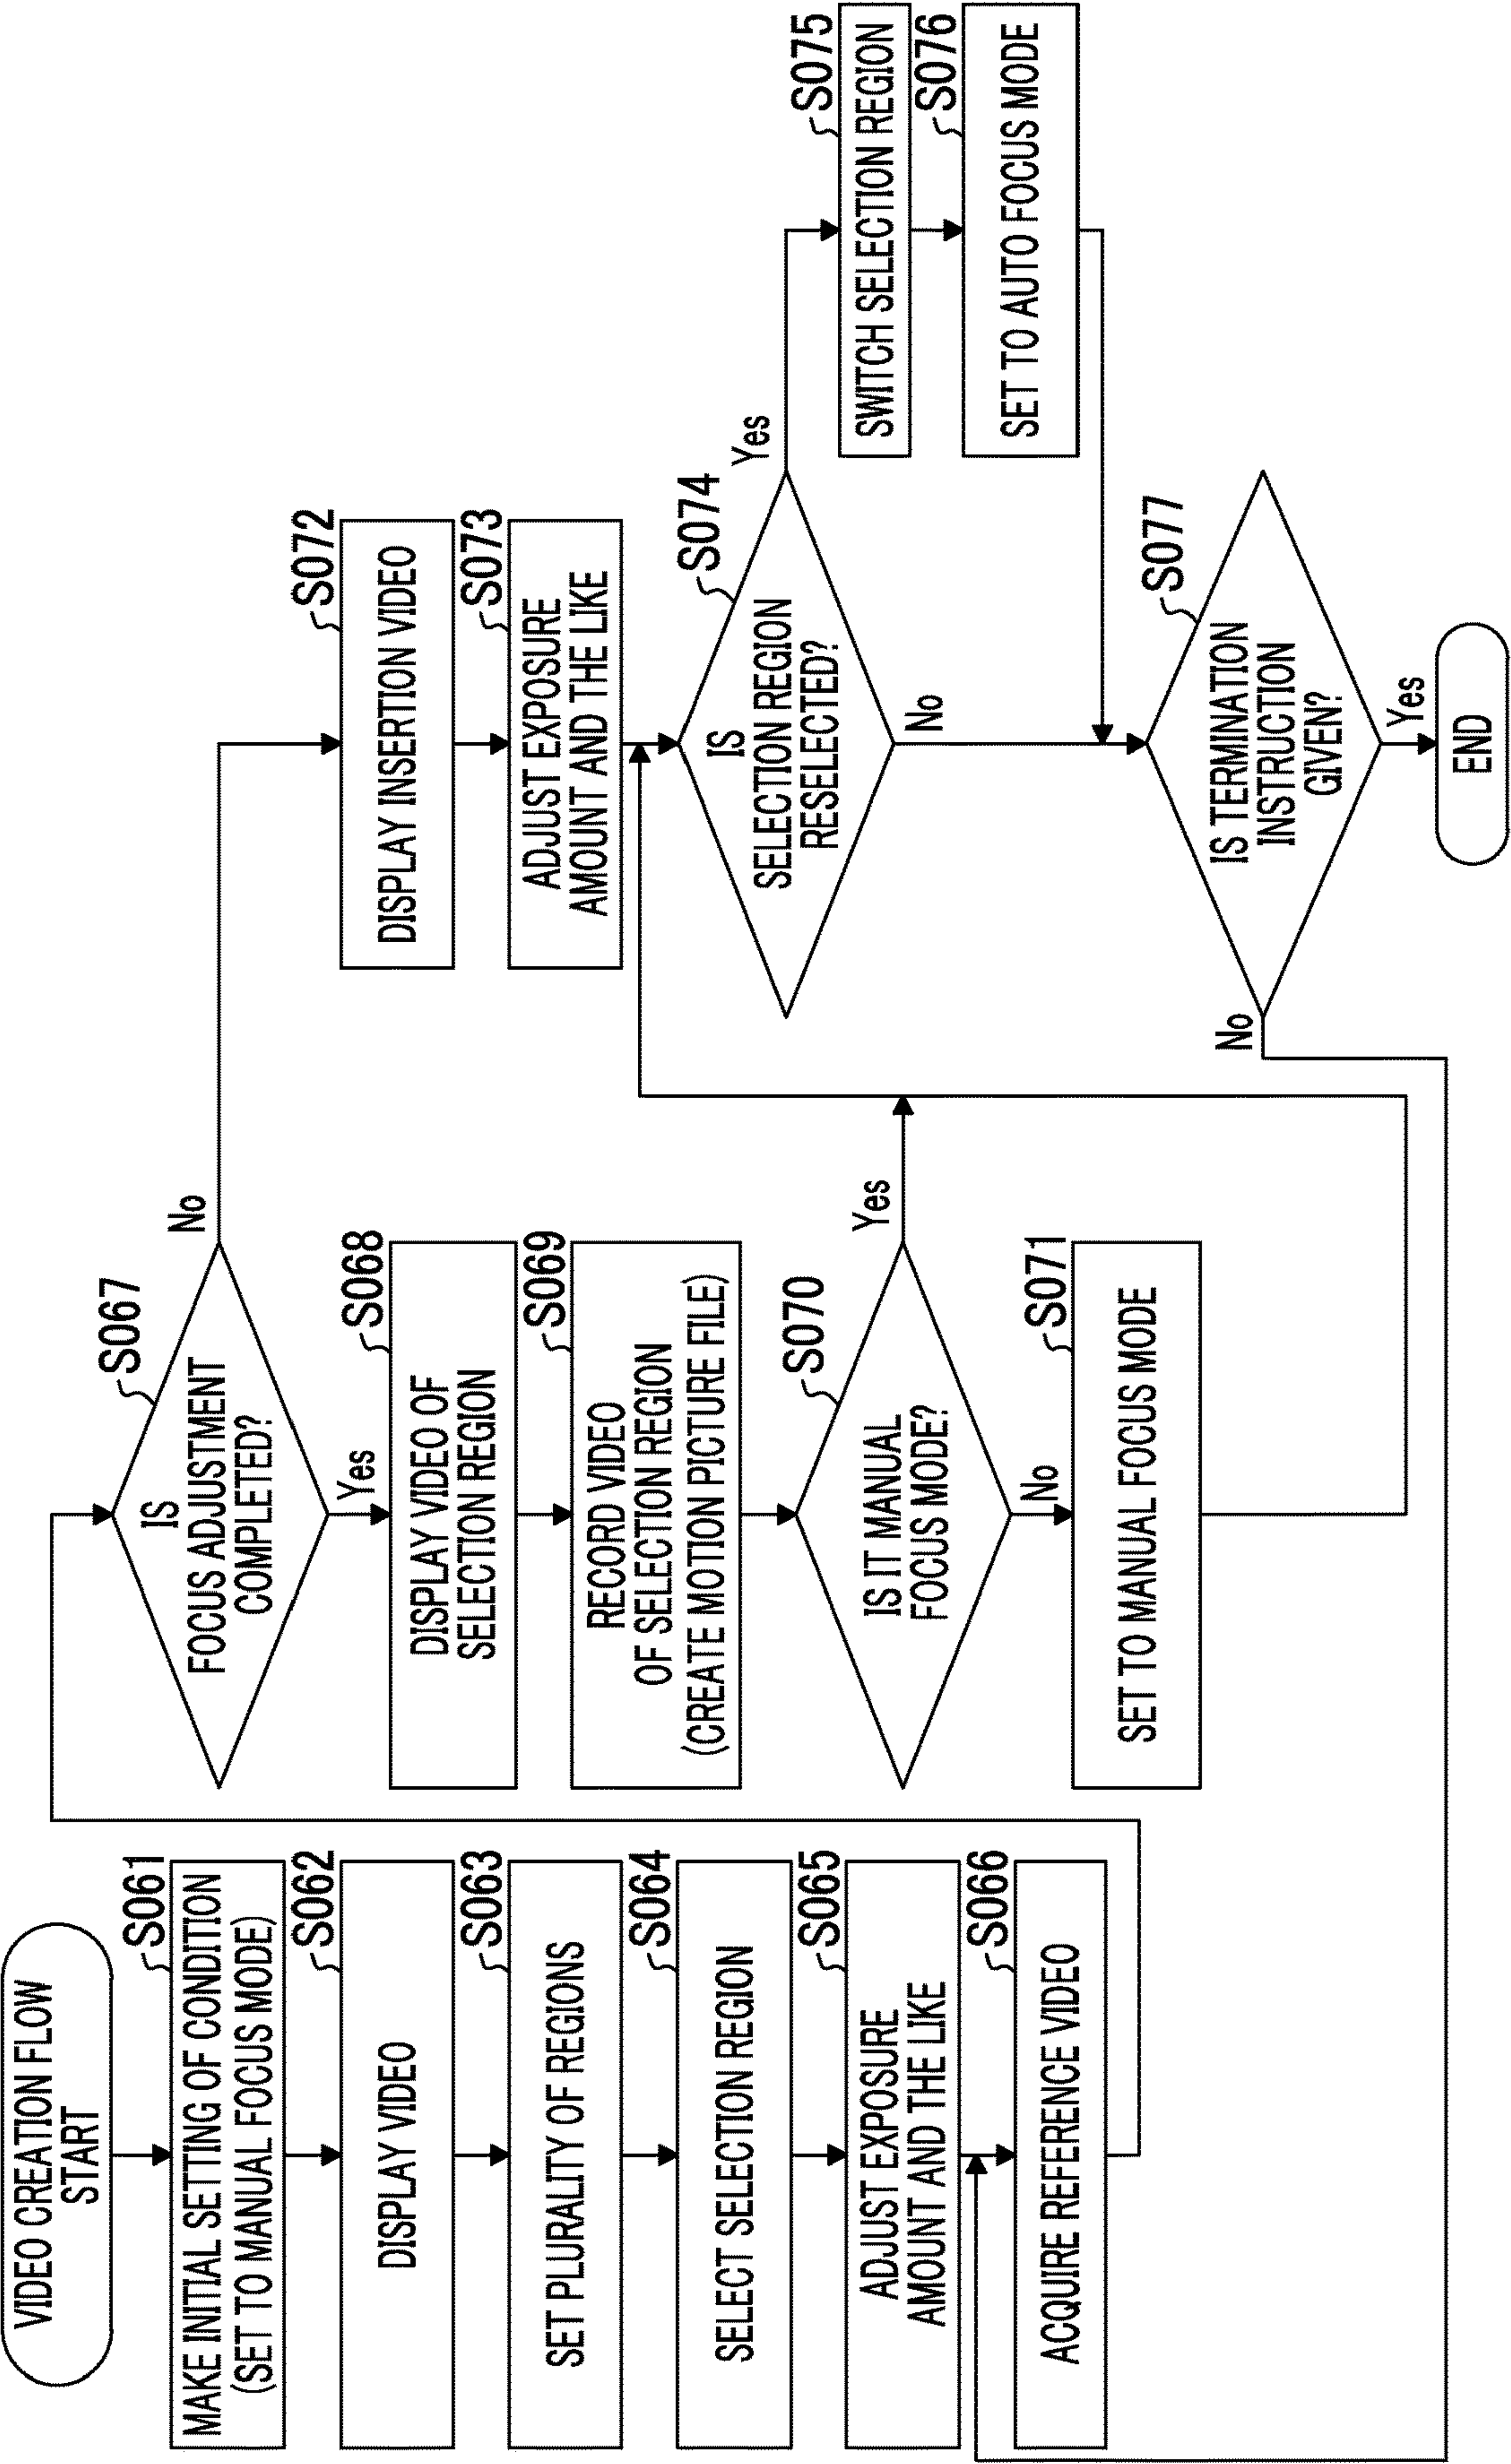 VIDEO CREATION FLOW
START
S061
MAKE INITIAL SETTING OF CONDITION
(SET TO MANUAL FOCUS MODE)
S062
DISPLAY VIDEO
S063
SET PLURALITY OF REGIONS
S064
SELECT SELECTION REGION
S065
ADJUST EXPOSURE
AMOUNT AND THE LIKE
S066
ACQUIRE REFERENCE VIDEO
S067
IS
FOCUS ADJUSTMENT
COMPLETED?
No
Yes
S068
DISPLAY VIDEO OF
SELECTION REGION
S069
RECORD VIDEO
OF SELECTION REGION
(CREATE MOTION PICTURE FILE)
S070
IS IT MANUAL
FOCUS MODE?
Yes
No
S071
SET TO MANUAL FOCUS MODE
S072
DISPLAY INSERTION VIDEO
S073
ADJUST EXPOSURE
AMOUNT AND THE LIKE
S074
IS
SELECTION REGION
RESELECTED?
Yes
No
S075
SWITCH SELECTION REGION
S076
SET TO AUTO FOCUS MODE
S077
IS TERMINATION
INSTRUCTION
GIVEN?
No
Yes
END